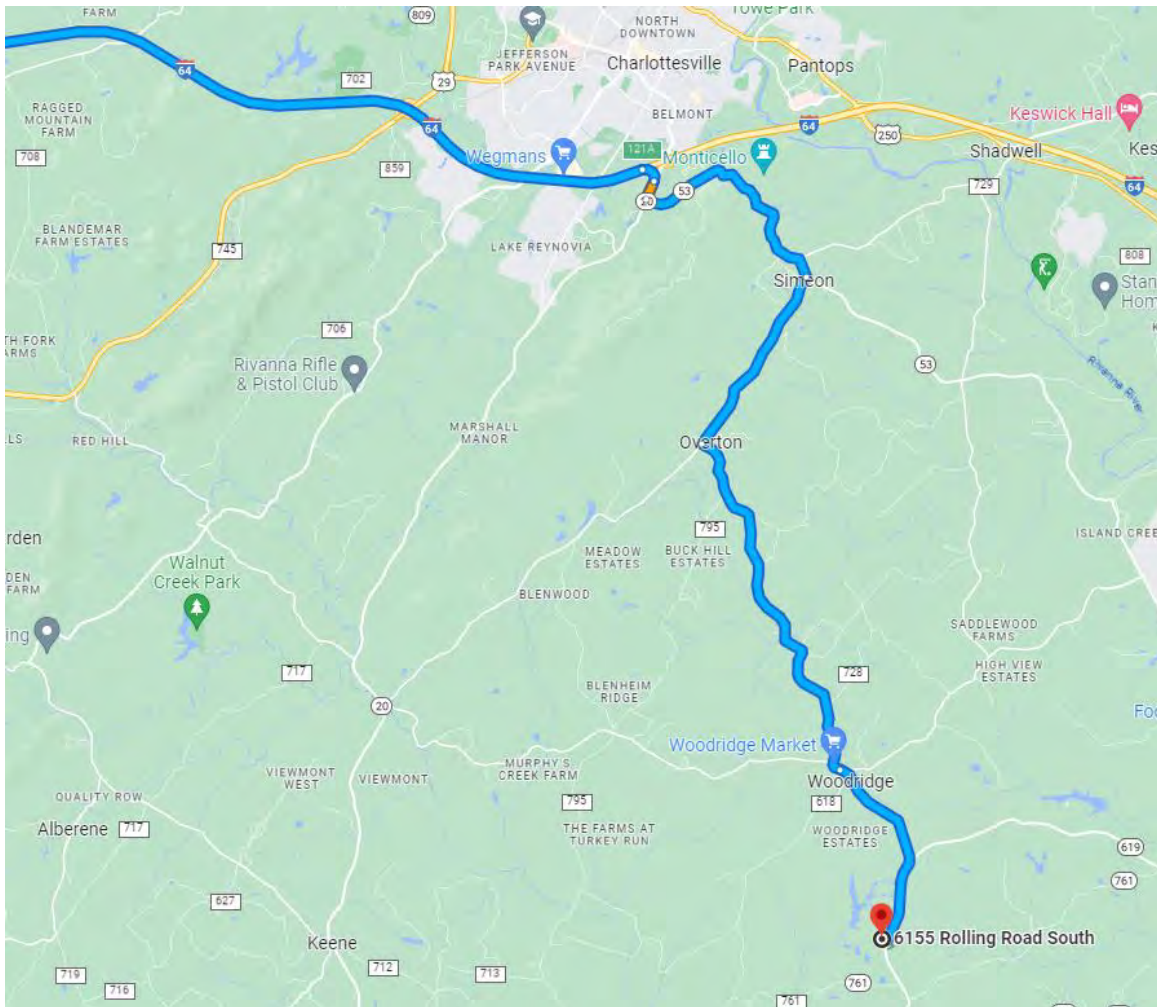 FARM
809
NORTH
DOWNTOWN
Towe Park
JEFFERSON
PARK AVENUE
Charlottesville
Pantops
64
702
29
RAGGED
MOUNTAIN
FARM
BELMONT
64
64
250
Keswick Hall
Kes
708
Wegmans
121A
Monticello
Shadwell
859
20
53
729
64
BLANDEMAR
FARM ESTATES
745
LAKE REYNOVIA
808
Simeon
Stan
Hom
TH FORK
ARMS
706
Rivanna Rifle
& Pistol Club
53
Rivanna River
LLS
RED HILL
MARSHALL
MANOR
Overton
795
rden
MEADOW
ESTATES
BUCK HILL
ESTATES
ISLAND CREE
Walnut
Creek Park
DEN
FARM
BLENWOOD
ing
SADDLEWOOD
FARMS
717
728
HIGH VIEW
ESTATES
BLENHEIM
RIDGE
20
Foo
Woodridge Market
MURPHY S
CREEK FARM
VIEWMONT
WEST
VIEWMONT
Woodridge
QUALITY ROW
795
618
Alberene
717
THE FARMS AT
TURKEY RUN
WOODRIDGE
ESTATES
619
761
627
Keene
6155 Rolling Road South
719
712
713
716
761
761